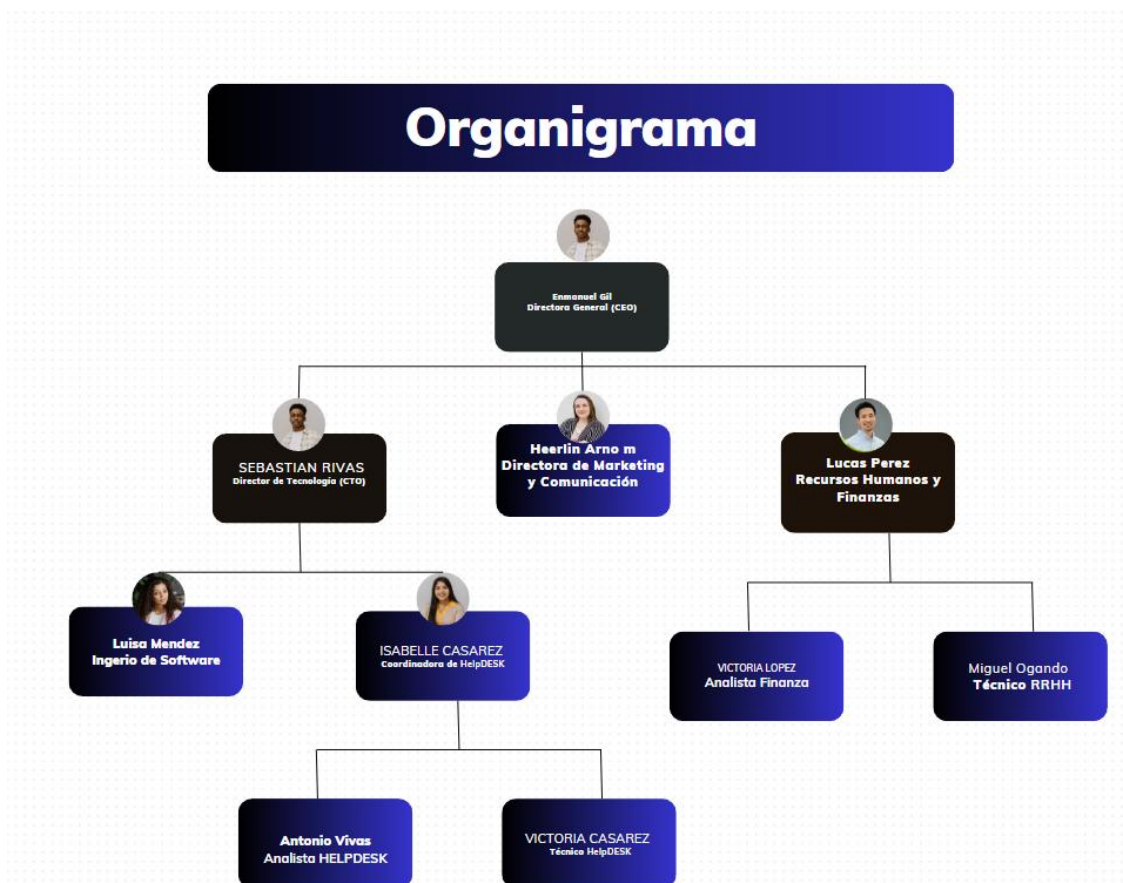 Organigrama
Enmanuel Gil
Directora General (CEO)
SEBASTIAN RIVAS
Director de Tecnología (CTO)
Heerlin Arno m
Directora de Marketing
y Comunicación
Lucas Perez
Recursos Humanos y
Finanzas
Luisa Mendez
Ingerio de Software
ISABELLE CASAREZ
Coordinadora de HelpDESK
VICTORIA LOPEZ
Analista Finanza
Miguel Ogando
Técnico RRHH
Antonio Vivas
Analista HELPDESK
VICTORIA CASAREZ
Técnico HelpDESK